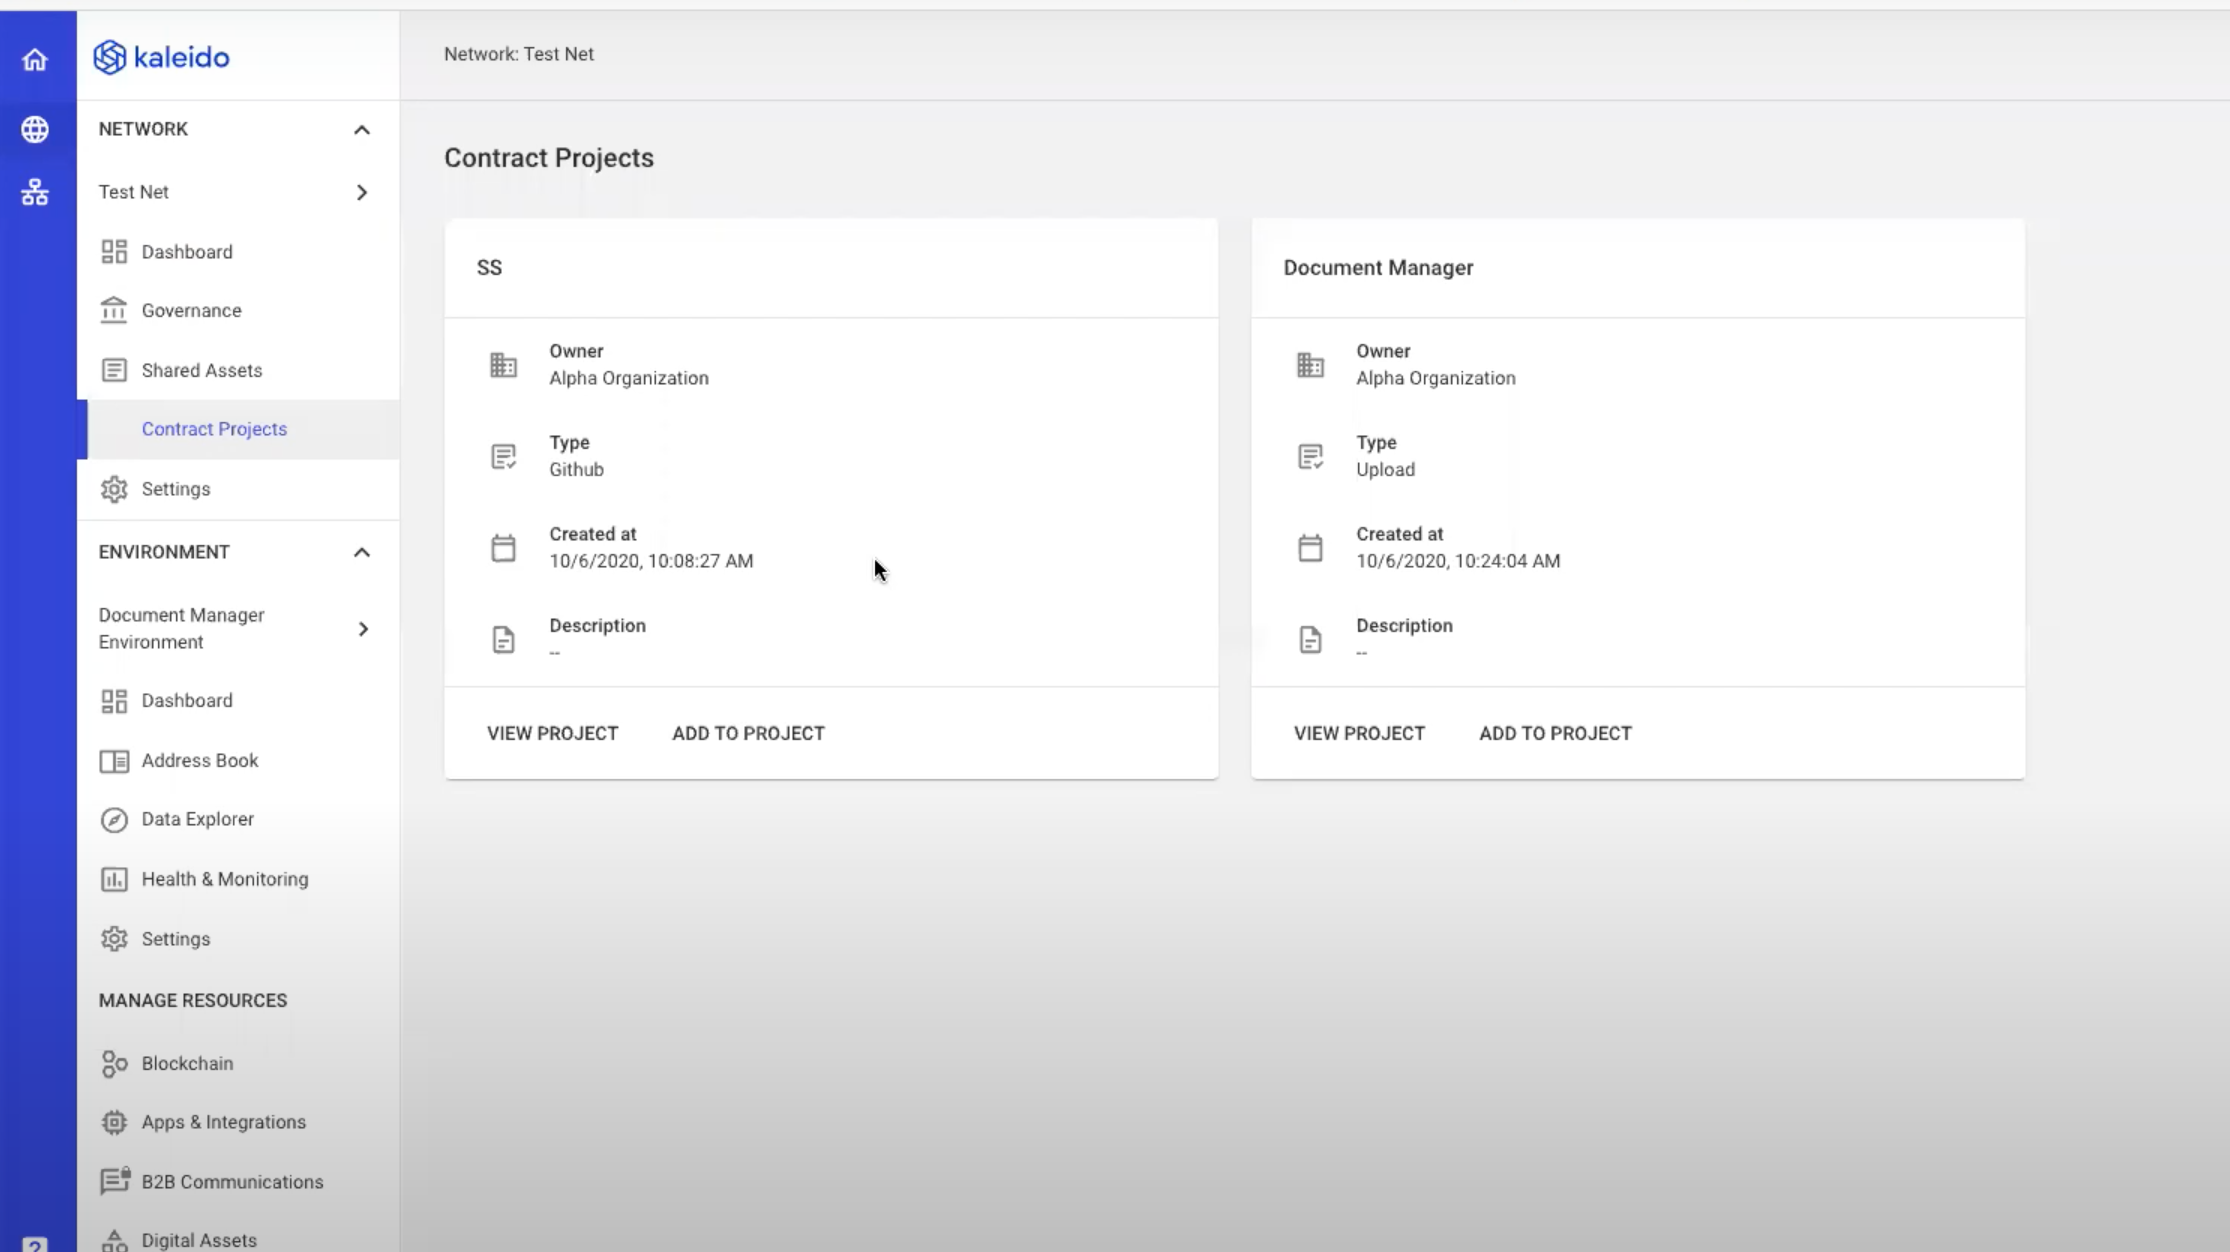 kaleido
Network: Test Net
NETWORK
Test Net
Dashboard
Governance
Shared Assets
Contract Projects
Settings
ENVIRONMENT
Document Manager
Environment
Dashboard
Address Book
Data Explorer
Health & Monitoring
Settings
MANAGE RESOURCES
Blockchain
Apps & Integrations
B2B Communications
Digital Assets
?
Contract Projects
SS
Owner
Alpha Organization
Type
Github
Created at
10/6/2020, 10:08:27 AM
Description
--
VIEW PROJECT ADD TO PROJECT
Document Manager
Owner
Alpha Organization
Type
Upload
Created at
10/6/2020, 10:24:04 AM
Description
--
VIEW PROJECT ADD TO PROJECT